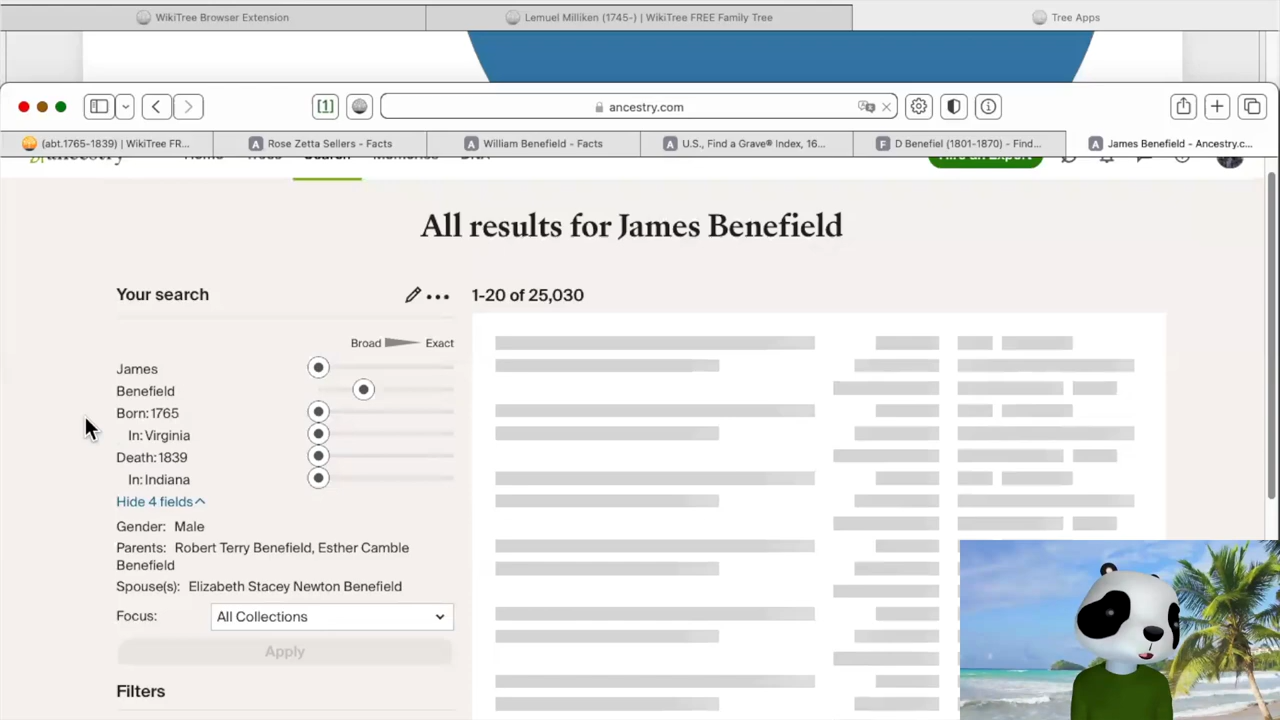 WikiTree Browser Extension
Lemuel Milliken (1745-) | WikiTree FREE Family Tree
Tree Apps
[1]
ancestry.com
(abt.1765-1839) | WikiTree FR...
Rose Zetta Sellers - Facts
William Benefield - Facts
U.S., Find a Grave® Index, 16...
D Benefiel (1801-1870) - Find...
James Benefield - Ancestry.c...
ancestry
Search
Hire an Expert
All results for James Benefield
Your search
1-20 of 25,030
Broad
Exact
James
Benefield
Born: 1765
In: Virginia
Death: 1839
In: Indiana
Hide 4 fields
Gender: Male
Parents: Robert Terry Benefield, Esther Camble
Benefield
Spouse(s): Elizabeth Stacey Newton Benefield
Focus: All Collections
Apply
Filters